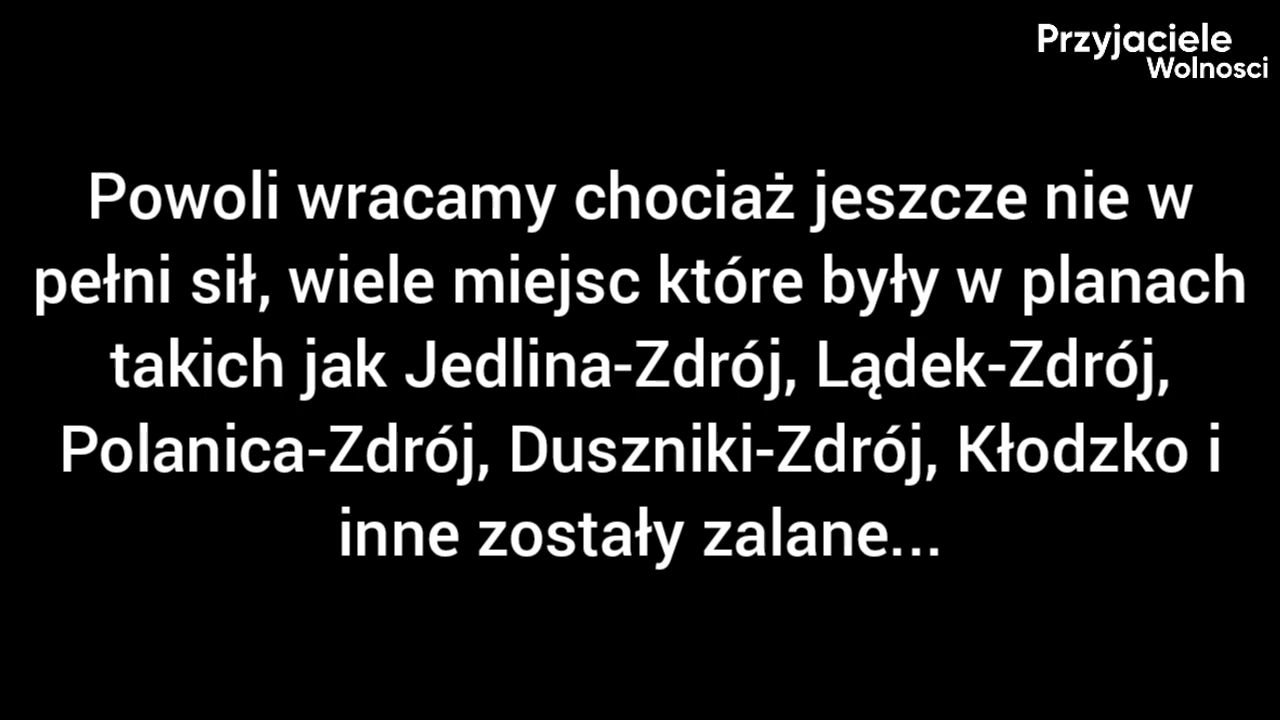 Przyjaciele
Wolnosci
Powoli wracamy chociaż jeszcze nie w
pełni sił, wiele miejsc które były w planach
takich jak Jedlina-Zdrój, Lądek-Zdrój,
Polanica-Zdrój, Duszniki-Zdrój, Kłodzko i
inne zostały zalane...